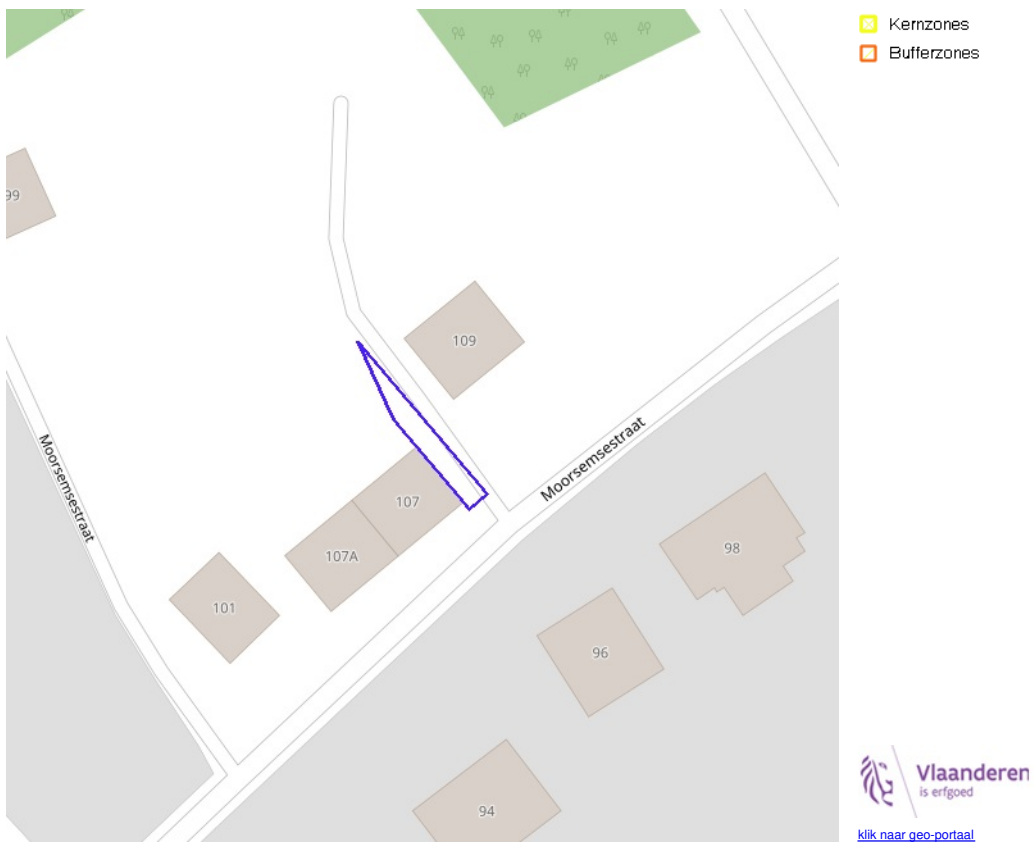 Kernzones
Bufferzones
99
109
Moorsemsestraat
Moorsemsestraat
107
107A
98
101
96
94
Vlaanderen
is erfgoed
klik naar geo-portaal